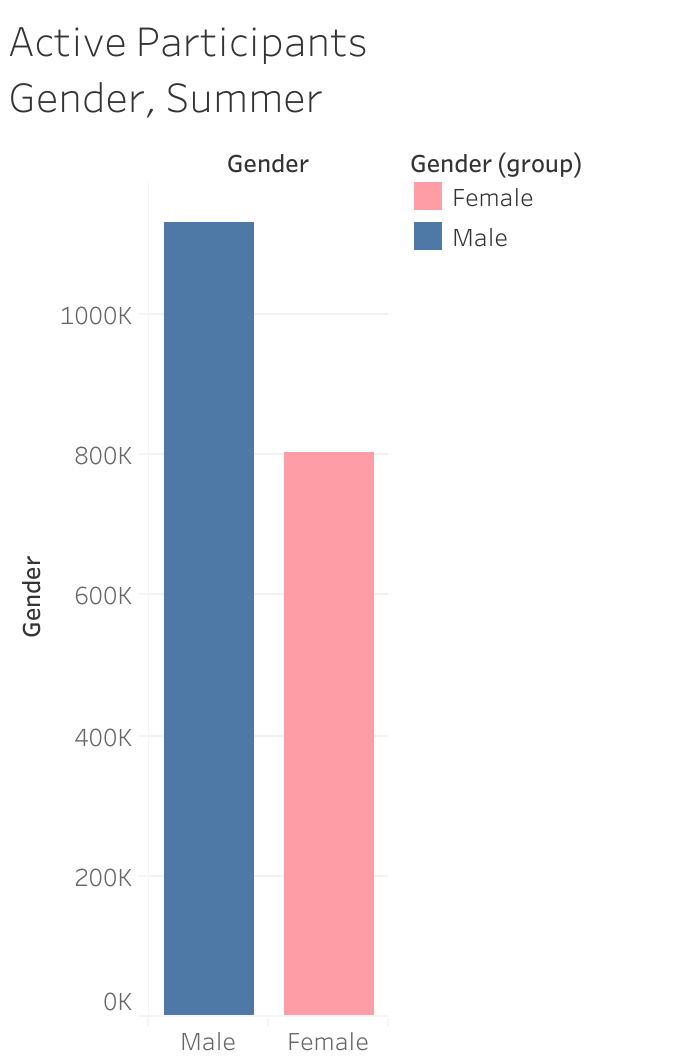 Active Participants
Gender, Summer
Gender
Gender (group)
Female
Male
1000K
800K
600K
400K
200K
0K
Gender
Male
Female